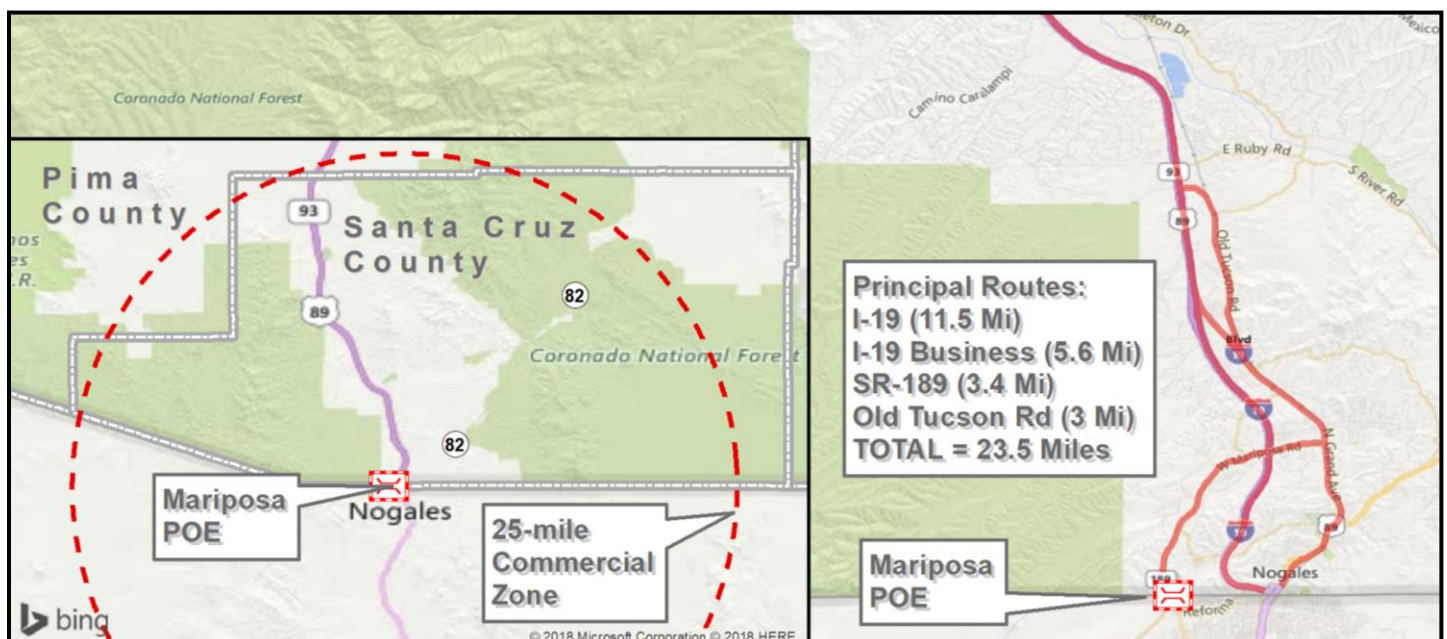 Coronado National Forest
Pima
County
93
Santa Cruz
County
82
89
Coronado National Forest
82
Mariposa
POE
Nogales
25-mile
Commercial
Zone
bing
© 2018 Microsoft Corporation © 2018 HERE
Dr
Mexico
Camino Caralampi
E Ruby Rd
S River Rd
93
89
Old Tucson Rd
Principal Routes:
I-19 (11.5 Mi)
I-19 Business (5.6 Mi)
SR-189 (3.4 Mi)
Old Tucson Rd (3 Mi)
TOTAL = 23.5 Miles
Blvd
W Mariposa Rd
N Grand Ave
89
Mariposa
POE
189
Nogales
Reforma